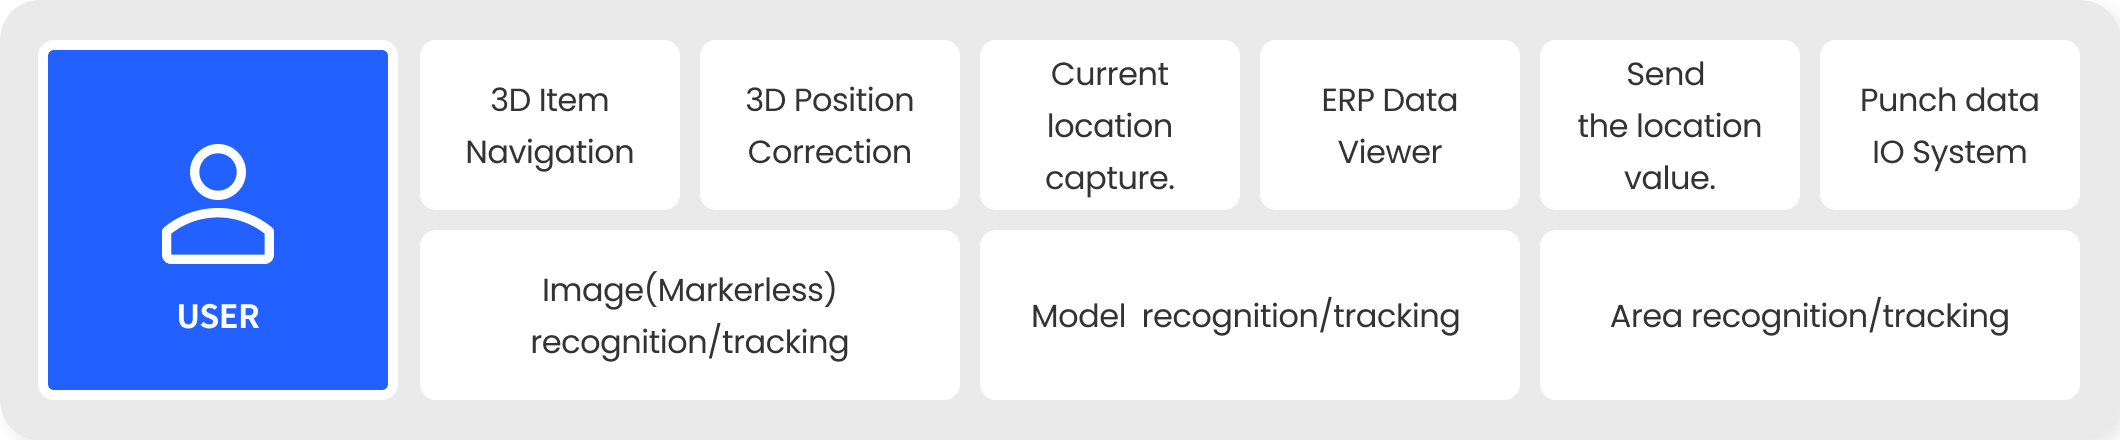 USER
3D Item
Navigation
3D Position
Correction
Current
location
capture.
ERP Data
Viewer
Send
the location
value.
Punch data
IO System
Image(Markerless)
recognition/tracking
Model  recognition/tracking
Area recognition/tracking